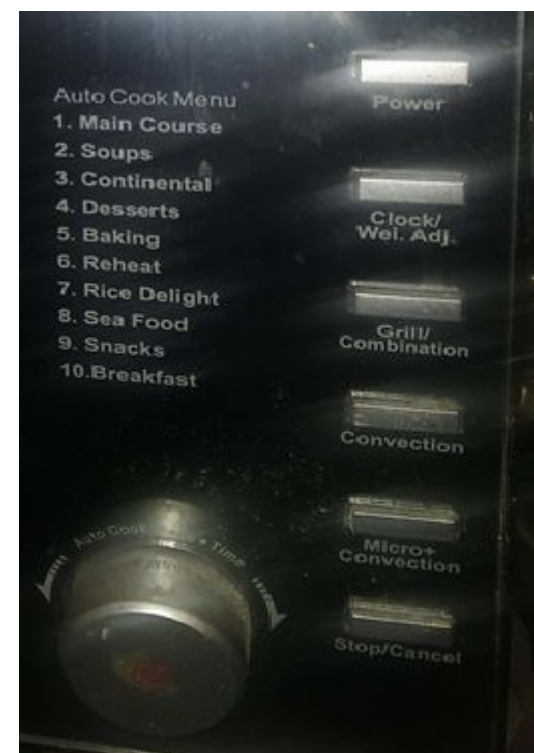 Auto Cook Menu
1. Main Course
2. Soups
3. Continental
4. Desserts
5. Baking
6. Reheat
7. Rice Delight
8. Sea Food
9. Snacks
10.Breakfast
Power
Clock/
Wei. Adj.
Grill/
Combination
Convection
Micro+
Convection
Stop/Cancel
Auto Cook
Time